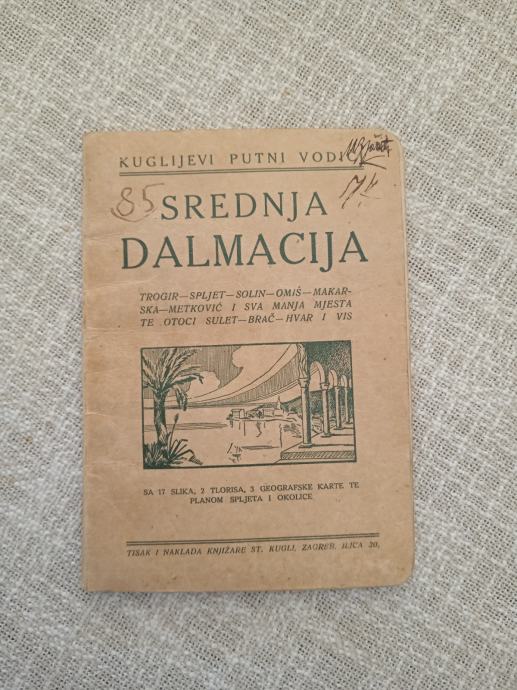 KUGLIJEVI PUTNI VODIČ
85
SREDNJA
DALMACIJA
TROGIR—SPLJET—SOLIN—OMIŠ—MAKAR-
SKA—METKOVIĆ I SVA MANJA MJESTA
TE OTOCI SULET—BRAČ—HVAR I VIS
SA 17 SLIKA, 2 TLORISA, 3 GEOGRAFSKE KARTE TE
PLANOM SPLJETA I OKOLICE
TISAK I NAKLADA KNJIŽARE ST. KUGLI, ZAGREB, ILICA 30,